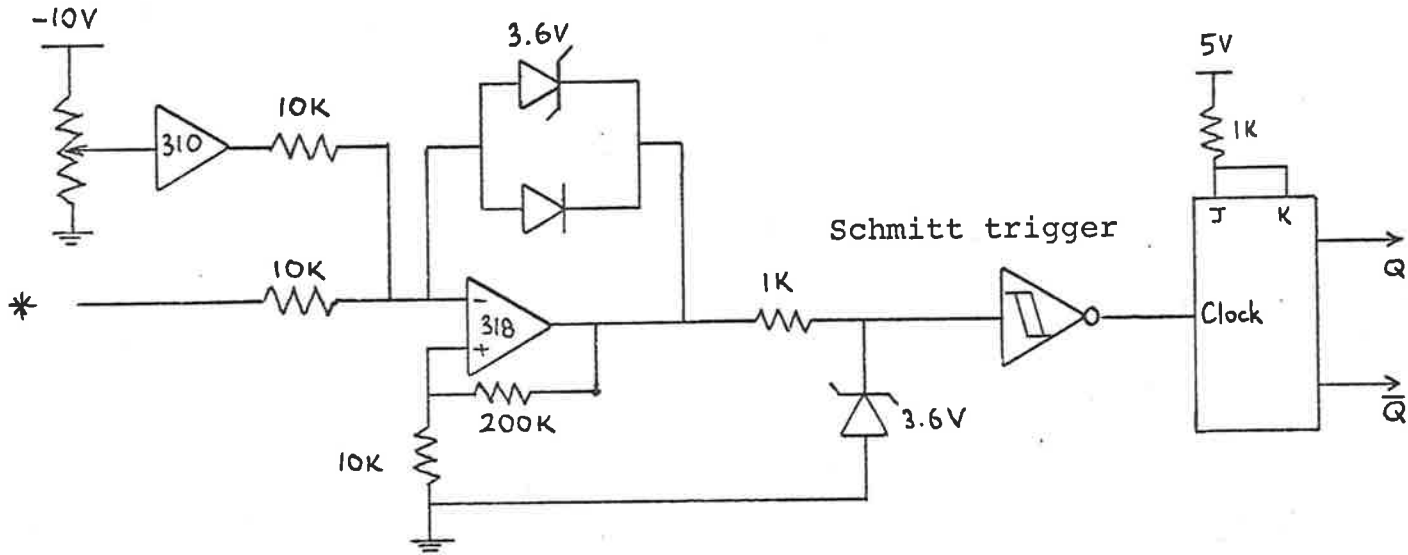 -10V
3.6V
5V
10K
310
1K
J K
Schmitt trigger
Q
*
10K
-
318
+
1K
Clock
200K
3.6V
Q̅
10K